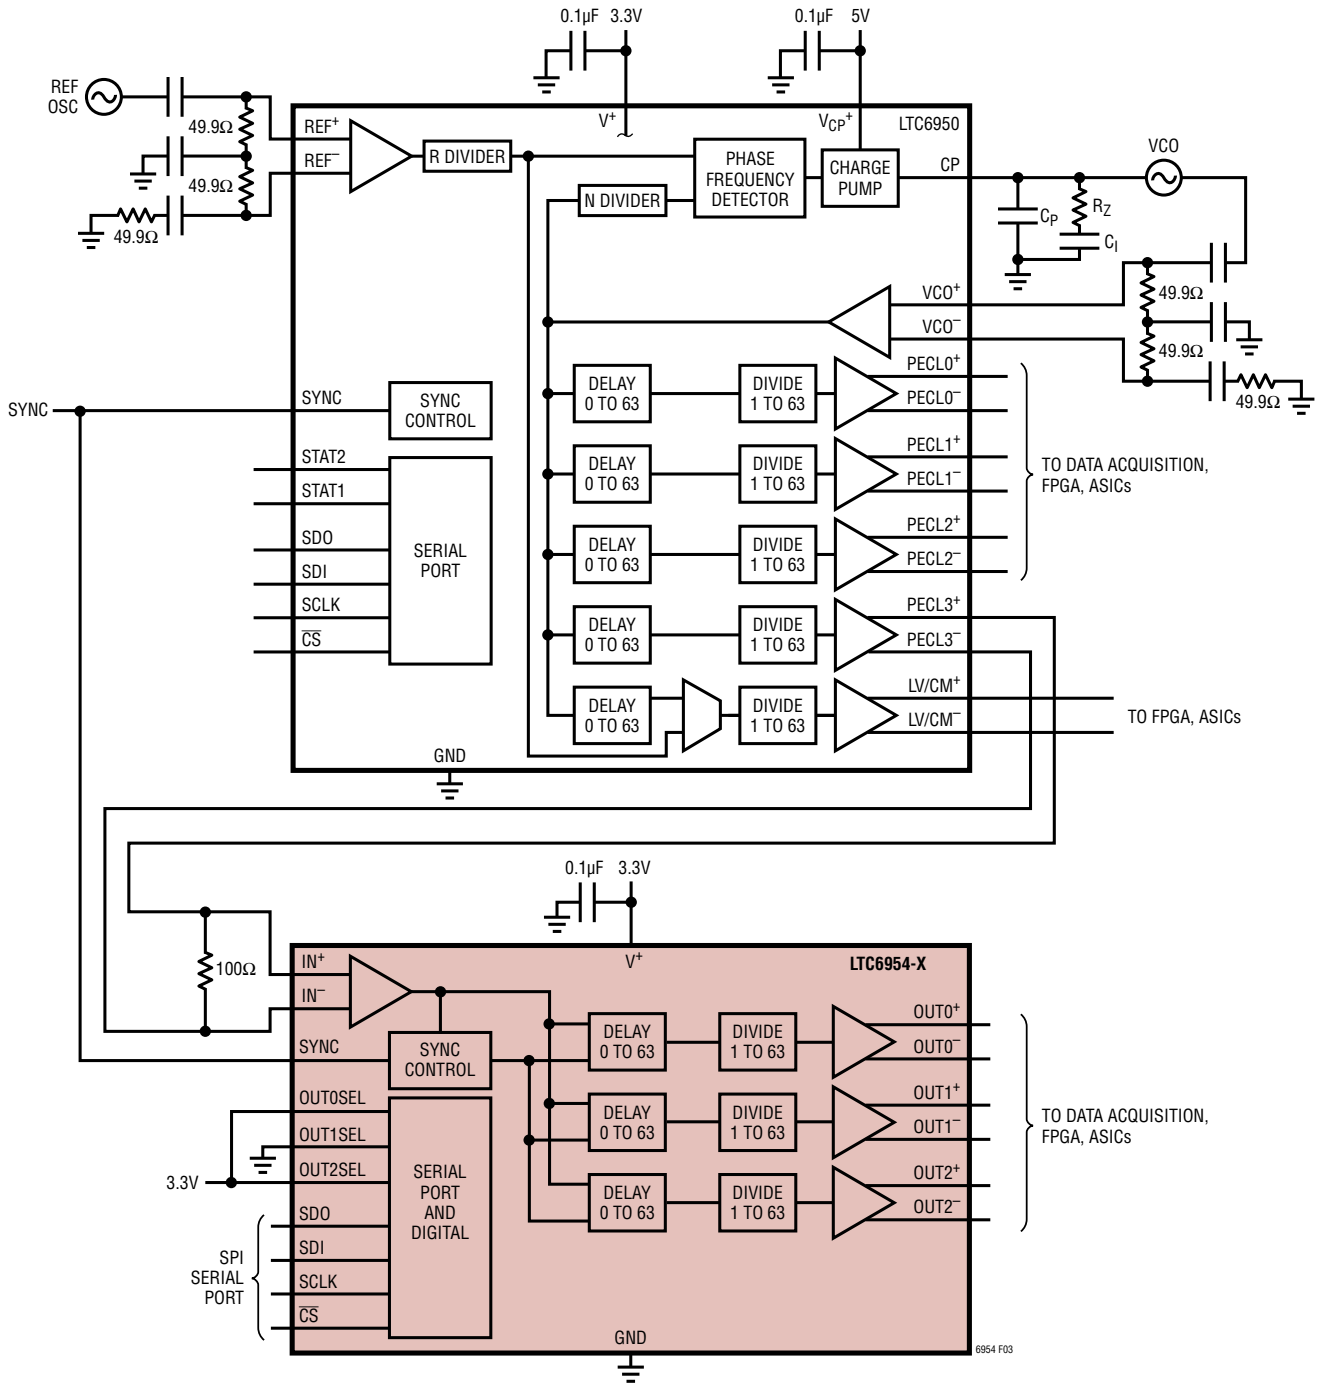 0.1µF 3.3V
0.1µF 5V
REF
OSC
49.9Ω
49.9Ω
49.9Ω
REF+
REF–
V+
VCP+
LTC6950
R DIVIDER
N DIVIDER
PHASE
FREQUENCY
DETECTOR
CHARGE
PUMP
CP
VCO
CP
RZ
CI
49.9Ω
49.9Ω
49.9Ω
VCO+
VCO–
SYNC
SYNC
SYNC
CONTROL
STAT2
STAT1
SDO
SDI
SCLK
CS
SERIAL
PORT
DELAY
0 TO 63
DIVIDE
1 TO 63
PECL0+
PECL0–
DELAY
0 TO 63
DIVIDE
1 TO 63
PECL1+
PECL1–
DELAY
0 TO 63
DIVIDE
1 TO 63
PECL2+
PECL2–
TO DATA ACQUISITION,
FPGA, ASICs
DELAY
0 TO 63
DIVIDE
1 TO 63
PECL3+
PECL3–
DELAY
0 TO 63
DIVIDE
1 TO 63
LV/CM+
LV/CM–
TO FPGA, ASICs
GND
0.1µF 3.3V
100Ω
IN+
IN–
V+
LTC6954-X
SYNC
SYNC
CONTROL
OUT0SEL
OUT1SEL
OUT2SEL
3.3V
SDO
SDI
SCLK
CS
SPI
SERIAL
PORT
SERIAL
PORT
AND
DIGITAL
DELAY
0 TO 63
DIVIDE
1 TO 63
OUT0+
OUT0–
DELAY
0 TO 63
DIVIDE
1 TO 63
OUT1+
OUT1–
DELAY
0 TO 63
DIVIDE
1 TO 63
OUT2+
OUT2–
TO DATA ACQUISITION,
FPGA, ASICs
GND
6954 F03